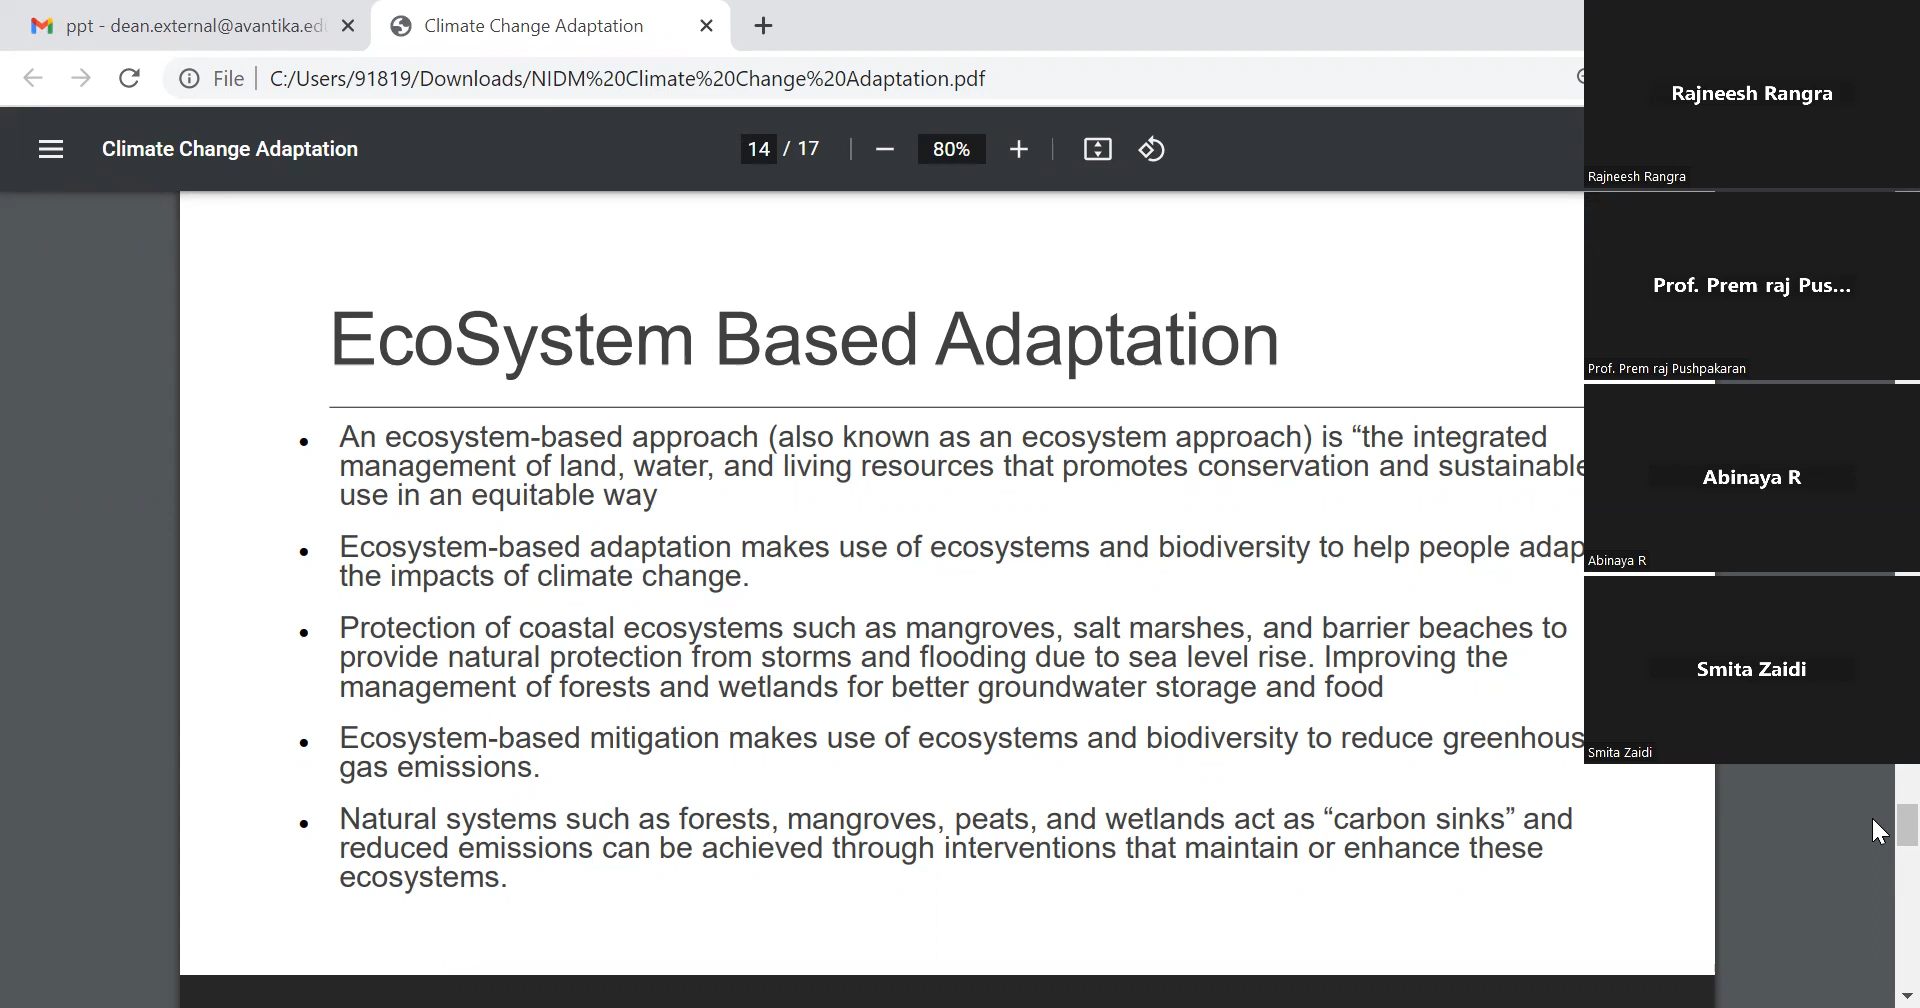 ppt - dean.external@avantika.ed
Climate Change Adaptation
File
C:/Users/91819/Downloads/NIDM%20Climate%20Change%20Adaptation.pdf
Climate Change Adaptation
14 / 17
80%
EcoSystem Based Adaptation
• An ecosystem-based approach (also known as an ecosystem approach) is “the integrated
management of land, water, and living resources that promotes conservation and sustainable
use in an equitable way
• Ecosystem-based adaptation makes use of ecosystems and biodiversity to help people adap
the impacts of climate change.
• Protection of coastal ecosystems such as mangroves, salt marshes, and barrier beaches to
provide natural protection from storms and flooding due to sea level rise. Improving the
management of forests and wetlands for better groundwater storage and food
• Ecosystem-based mitigation makes use of ecosystems and biodiversity to reduce greenhous
gas emissions.
• Natural systems such as forests, mangroves, peats, and wetlands act as “carbon sinks” and
reduced emissions can be achieved through interventions that maintain or enhance these
ecosystems.
Rajneesh Rangra
Rajneesh Rangra
Prof. Prem raj Pus...
Prof. Prem raj Pushpakaran
Abinaya R
Abinaya R
Smita Zaidi
Smita Zaidi